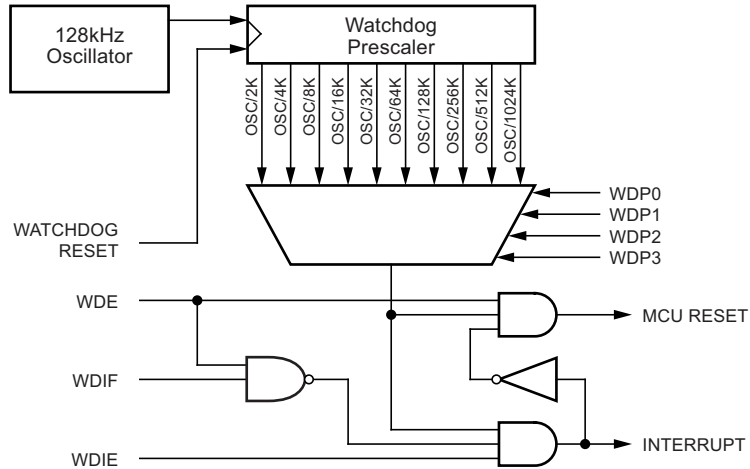 128kHz
Oscillator
Watchdog
Prescaler
OSC/2K
OSC/4K
OSC/8K
OSC/16K
OSC/32K
OSC/64K
OSC/128K
OSC/256K
OSC/512K
OSC/1024K
WDP0
WDP1
WDP2
WDP3
WATCHDOG
RESET
WDE
MCU RESET
WDIF
WDIE
INTERRUPT